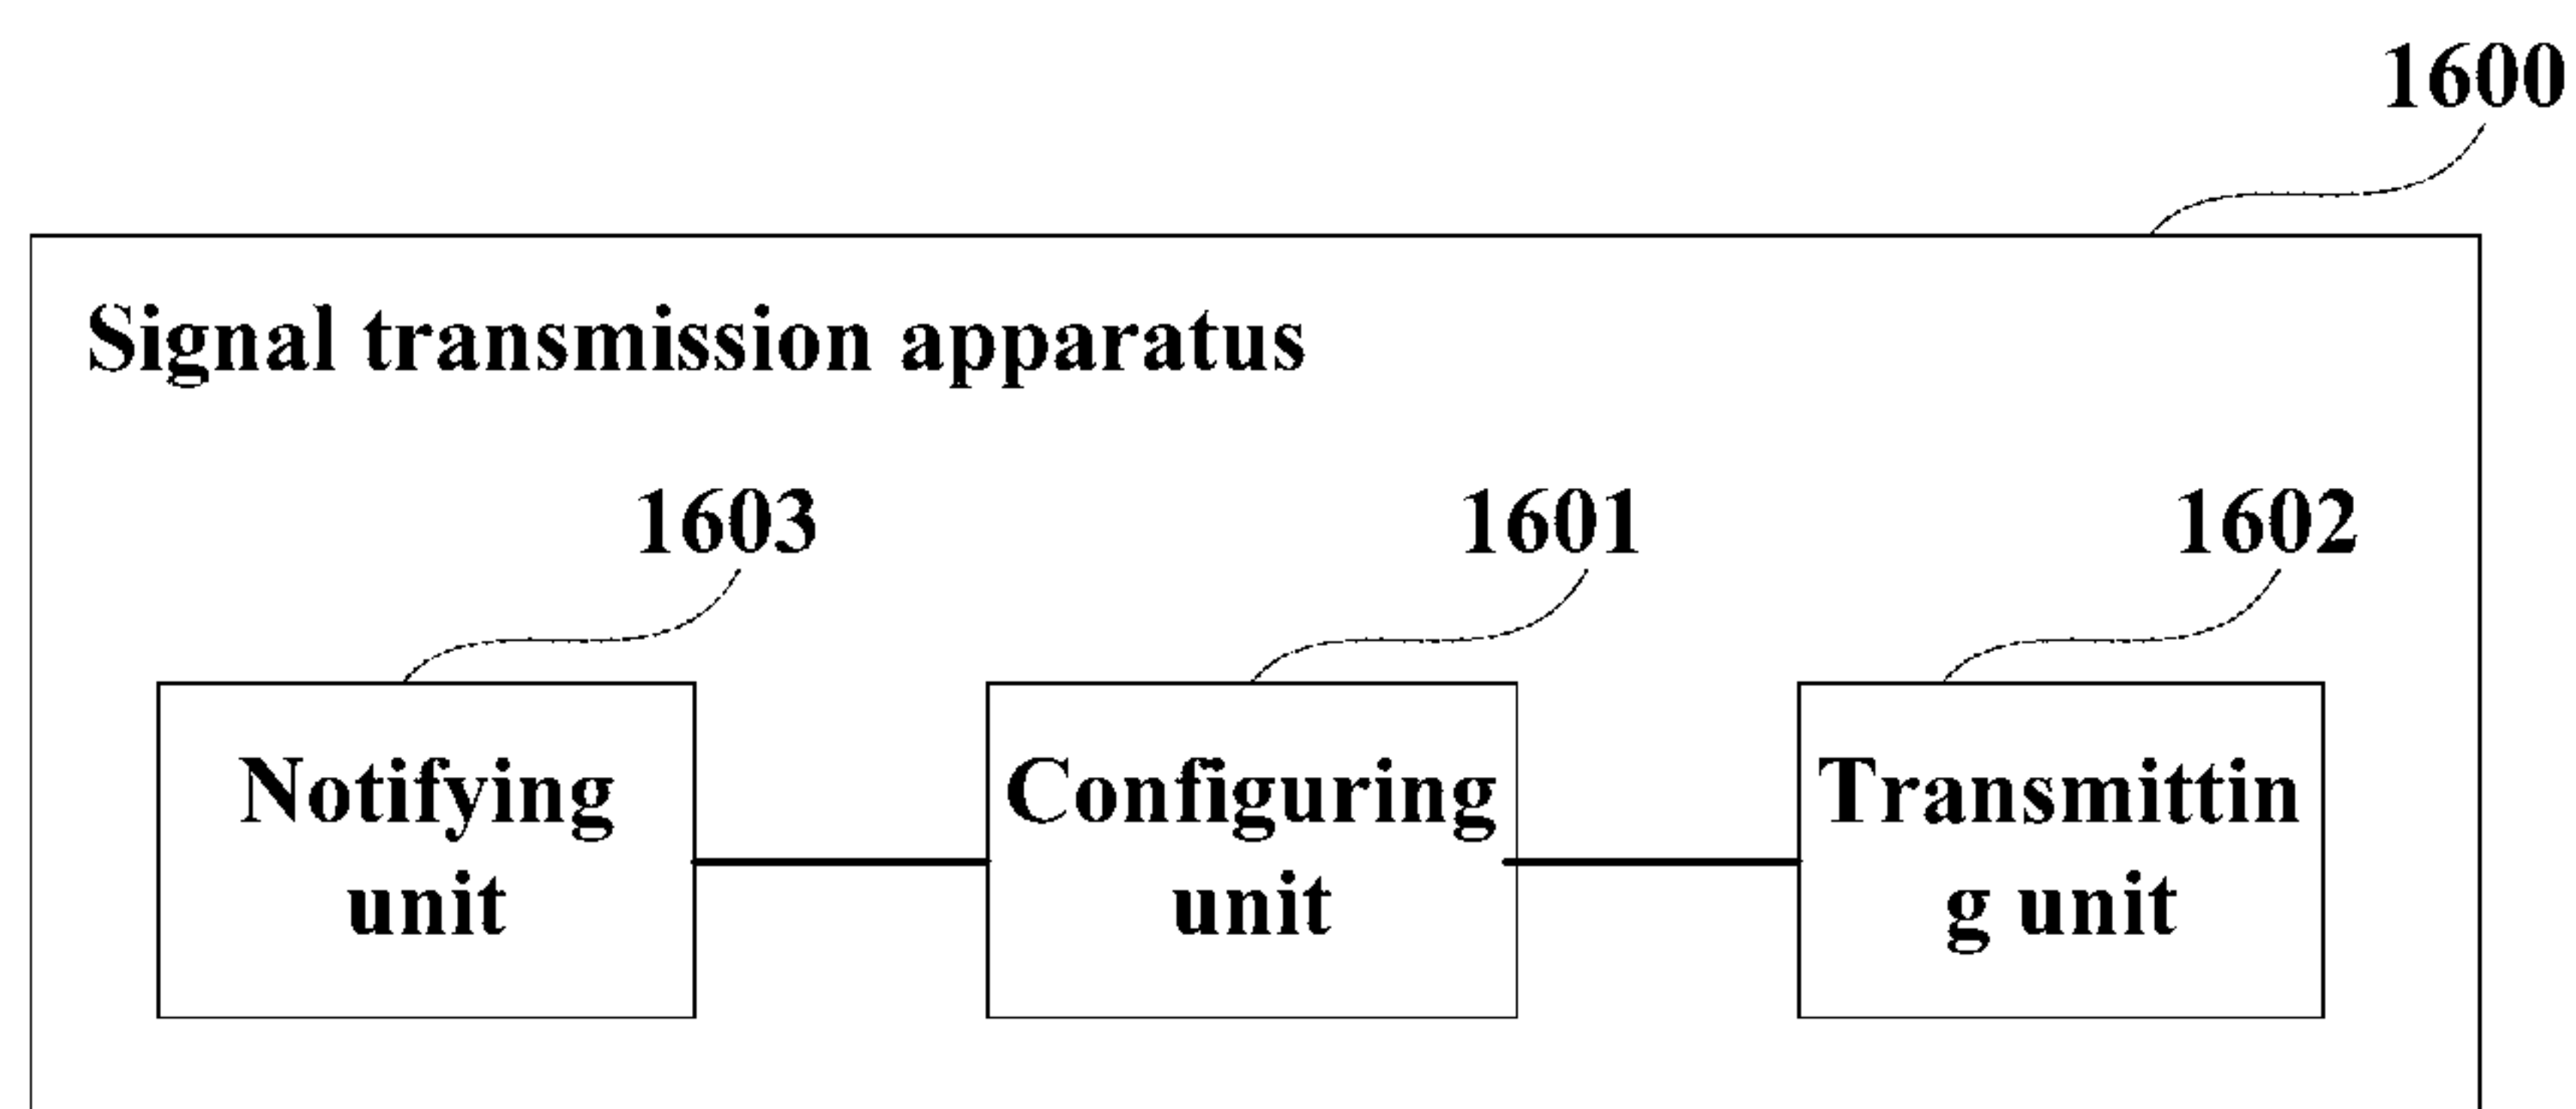 1600
Signal transmission apparatus
1603
1601
1602
Notifying
unit
Configuring
unit
Transmittin
g unit